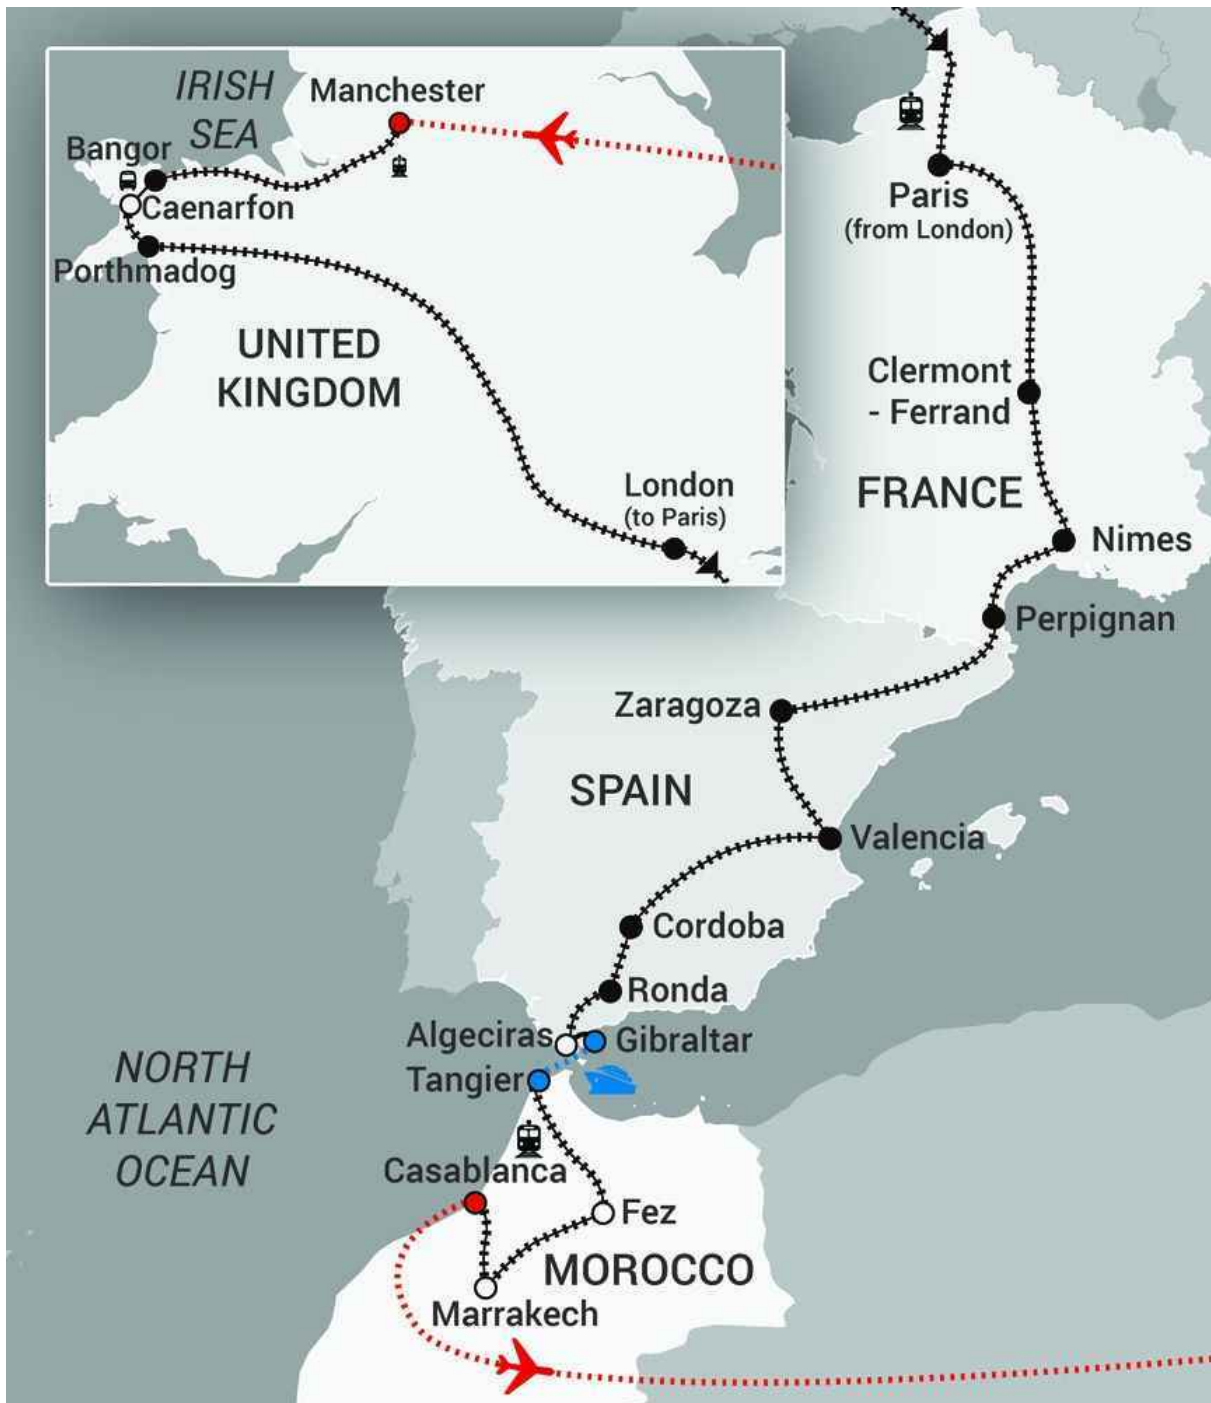 IRISH
SEA
Manchester
Bangor
Caenarfon
Porthmadog
UNITED
KINGDOM
London
(to Paris)
Paris
(from London)
Clermont
- Ferrand
FRANCE
Nimes
Perpignan
Zaragoza
SPAIN
Valencia
Cordoba
Ronda
Algeciras
Gibraltar
Tangier
NORTH
ATLANTIC
OCEAN
Casablanca
Fez
MOROCCO
Marrakech